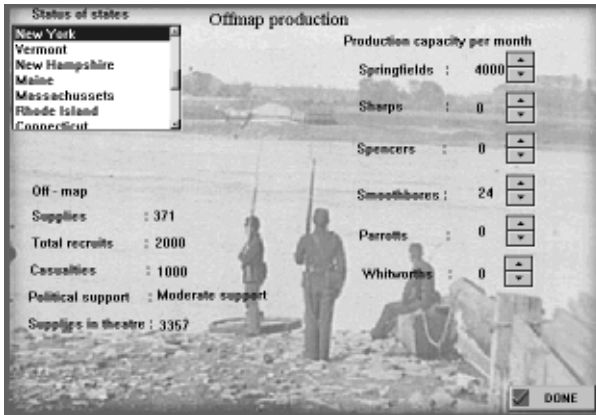 Status of states
Offmap production
New York
Vermont
New Hampshire
Maine
Massachussets
Rhode Island
Connecticut
Production capacity per month
Springfields : 4000
Sharps : 0
Spencers : 0
Smoothbores : 24
Parrotts : 0
Whitworths : 0
Off - map
Supplies : 371
Total recruits : 2000
Casualties : 1000
Political support : Moderate support
Supplies in theatre : 3357
DONE